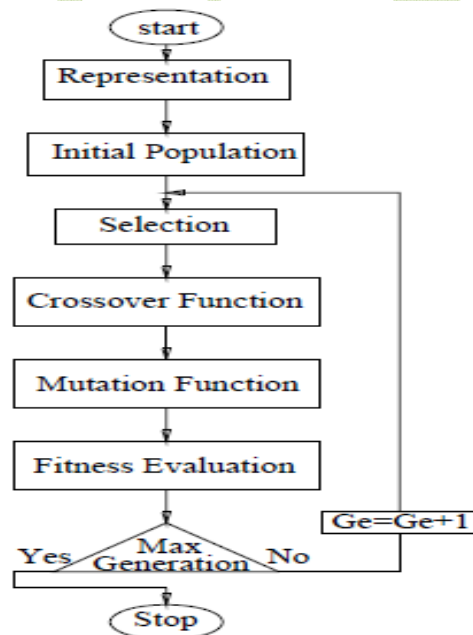 start
Representation
Initial Population
Selection
Crossover Function
Mutation Function
Fitness Evaluation
Ge=Ge+1
Yes
Max
Generation
No
Stop